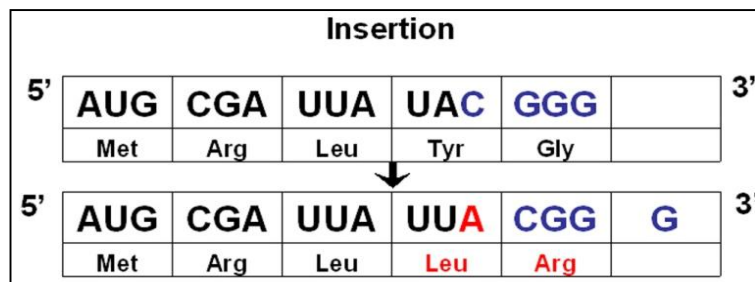 Insertion
5' AUG CGA UUA UAC GGG 3'
Met Arg Leu Tyr Gly
5' AUG CGA UUA UUA CGG G 3'
Met Arg Leu Leu Arg